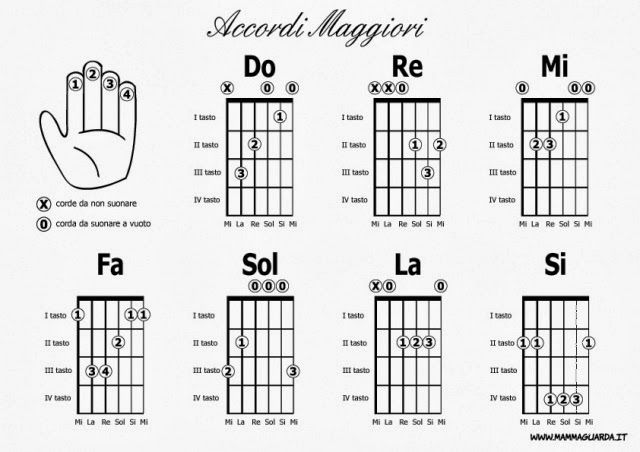 Accordi Maggiori
1 2 3 4
X corde da non suonare
0 corda da suonare a vuoto
Do
X 0 0
I tasto 1
II tasto 2
III tasto 3
IV tasto
Mi La Re Sol Si Mi
Re
X X 0
I tasto
II tasto 1 2
III tasto 3
IV tasto
Mi La Re Sol Si Mi
Mi
0 0 0
I tasto 1
II tasto 2 3
III tasto
IV tasto
Mi La Re Sol Si Mi
Fa
I tasto 1 1 1
II tasto 2
III tasto 3 4
IV tasto
Mi La Re Sol Si Mi
Sol
0 0 0
I tasto
II tasto 1
III tasto 2 3
IV tasto
Mi La Re Sol Si Mi
La
X 0 0
I tasto
II tasto 1 2 3
III tasto
IV tasto
Mi La Re Sol Si Mi
Si
I tasto
II tasto 1 1 1
III tasto
IV tasto 1 2 3
Mi La Re Sol Si Mi
WWW.MAMMAGUARDA.IT